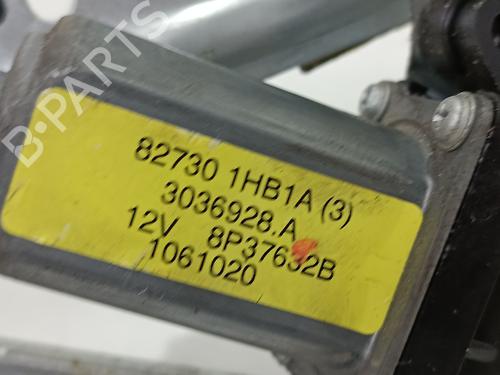 B-PARTS
82730 1HB1A (3)
3036928.A
12V 8P37632B
1061020